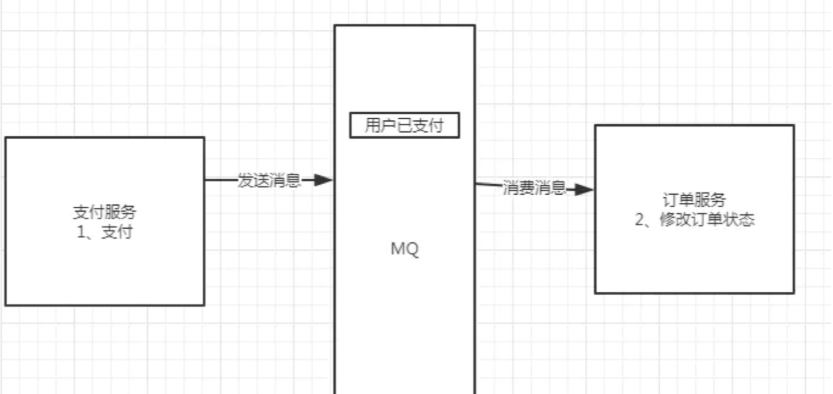 用户已支付
发送消息
消费消息
支付服务
1、支付
订单服务
2、修改订单状态
MQ